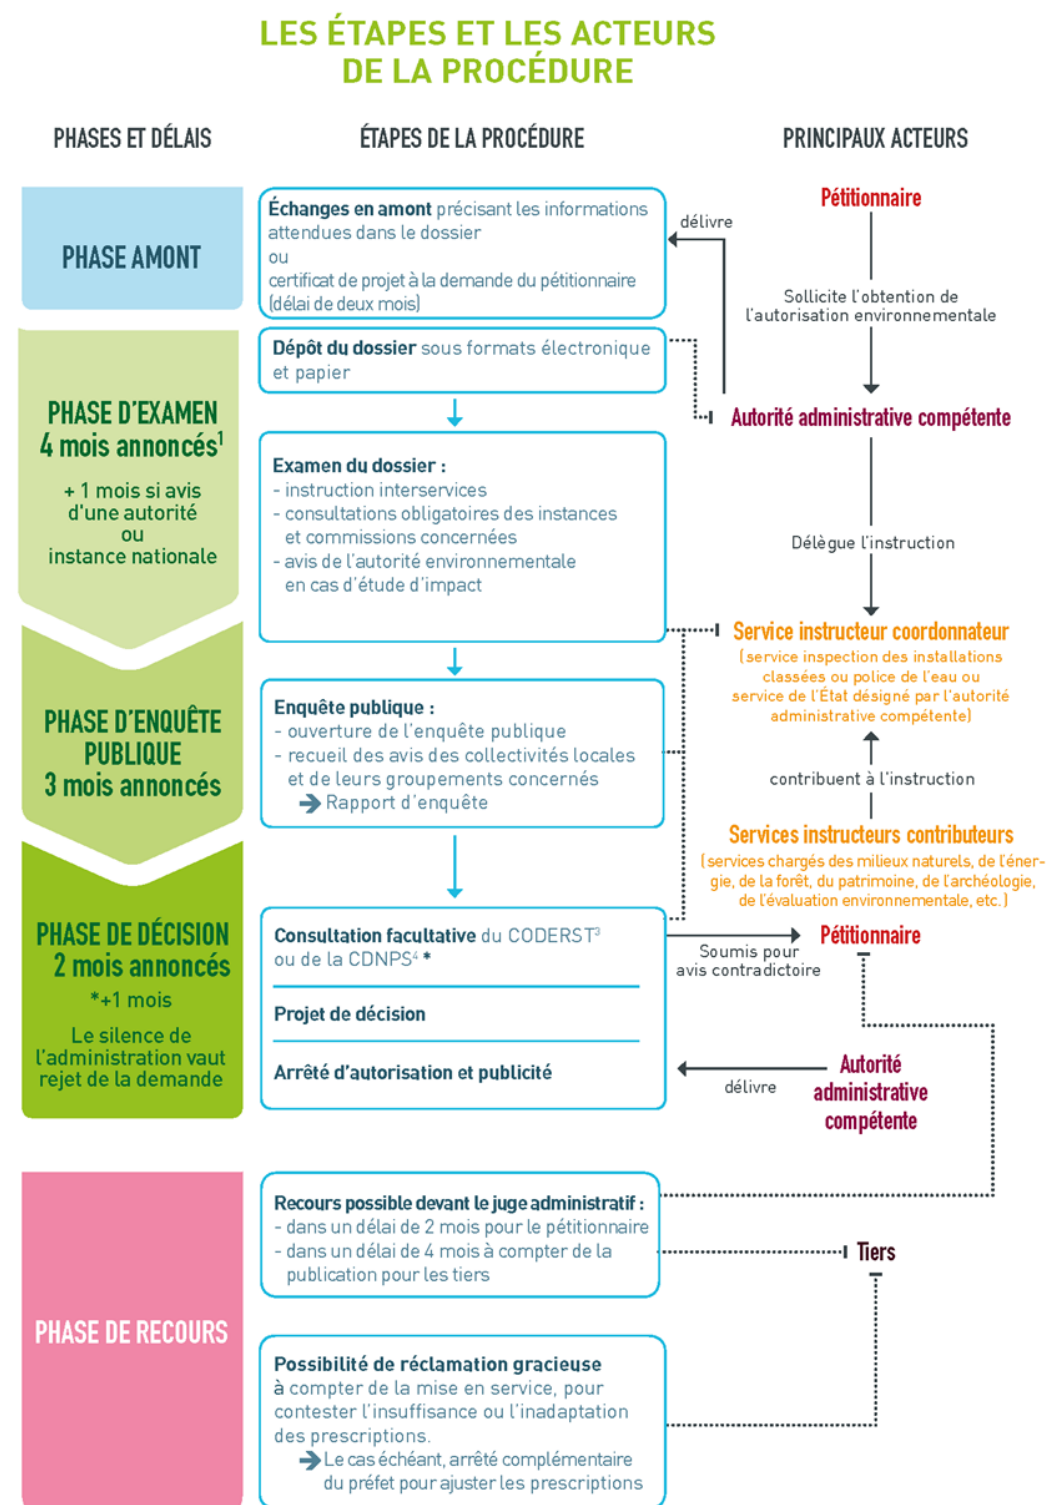 LES ÉTAPES ET LES ACTEURS
DE LA PROCÉDURE
PHASES ET DÉLAIS
ÉTAPES DE LA PROCÉDURE
PRINCIPAUX ACTEURS
PHASE AMONT
Échanges en amont précisant les informations
attendues dans le dossier
ou
certificat de projet à la demande du pétitionnaire
(délai de deux mois)
délivre
Pétitionnaire
Sollicite l'obtention de
l'autorisation environnementale
PHASE D'EXAMEN
4 mois annoncés¹
+ 1 mois si avis
d'une autorité
ou
instance nationale
Dépôt du dossier sous formats électronique
et papier
Autorité administrative compétente
Examen du dossier :
- instruction interservices
- consultations obligatoires des instances
et commissions concernées
- avis de l'autorité environnementale
en cas d'étude d'impact
Délègue l'instruction
Service instructeur coordonnateur
(service inspection des installations
classées ou police de l'eau ou
service de l'État désigné par l'autorité
administrative compétente)
PHASE D'ENQUÊTE
PUBLIQUE
3 mois annoncés
Enquête publique :
- ouverture de l'enquête publique
- recueil des avis des collectivités locales
et de leurs groupements concernés
➔ Rapport d'enquête
contribuent à l'instruction
Services instructeurs contributeurs
(services chargés des milieux naturels, de l'éner-
gie, de la forêt, du patrimoine, de l'archéologie,
de l'évaluation environnementale, etc.)
PHASE DE DÉCISION
2 mois annoncés
*+1 mois
Le silence de
l'administration vaut
rejet de la demande
Consultation facultative du CODERST³
ou de la CDNPS⁴ *
Projet de décision
Arrêté d'autorisation et publicité
Soumis pour
avis contradictoire
Pétitionnaire
délivre
Autorité
administrative
compétente
PHASE DE RECOURS
Recours possible devant le juge administratif :
- dans un délai de 2 mois pour le pétitionnaire
- dans un délai de 4 mois à compter de la
publication pour les tiers
Tiers
Possibilité de réclamation gracieuse
à compter de la mise en service, pour
contester l'insuffisance ou l'inadaptation
des prescriptions.
➔ Le cas échéant, arrêté complémentaire
du préfet pour ajuster les prescriptions